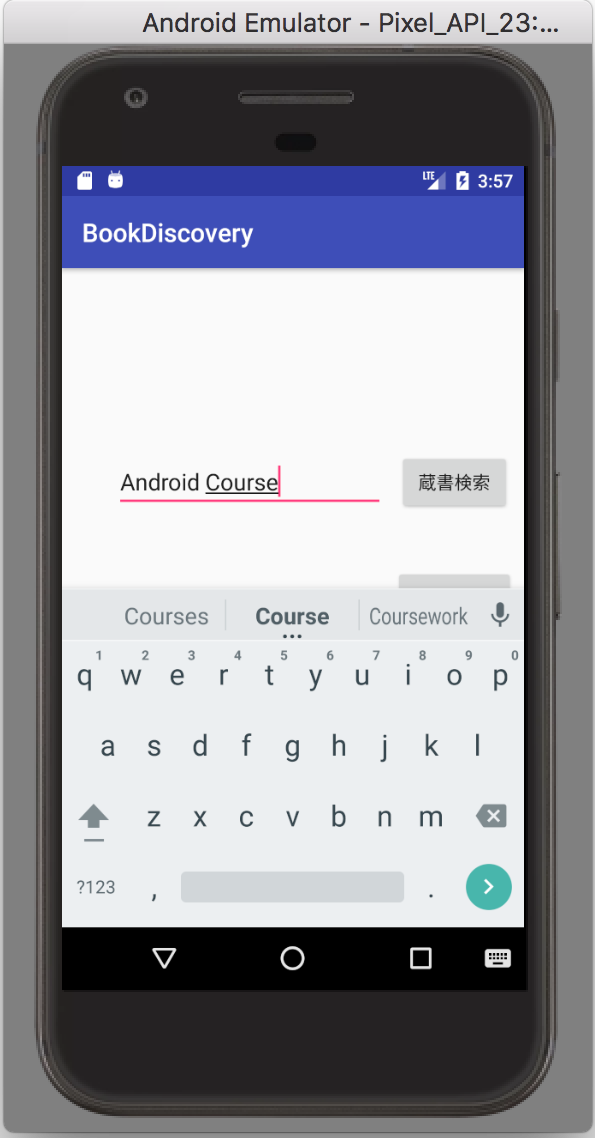 Android Emulator - Pixel_API_23:...
LTE 3:57
BookDiscovery
Android Course
蔵書検索
Courses Course Coursework
1 2 3 4 5 6 7 8 9 0
q w e r t y u i o p
a s d f g h j k l
z x c v b n m
?123 , .